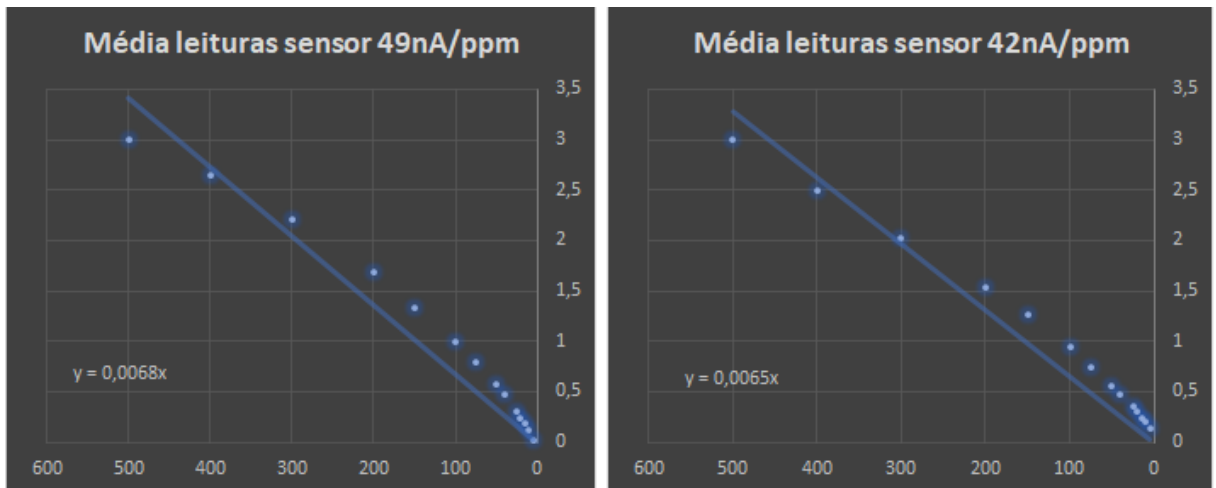 Média leituras sensor 49nA/ppm
3,5
3
2,5
2
1,5
1
0,5
0
y = 0,0068x
600 500 400 300 200 100 0
Média leituras sensor 42nA/ppm
3,5
3
2,5
2
1,5
1
0,5
0
y = 0,0065x
600 500 400 300 200 100 0